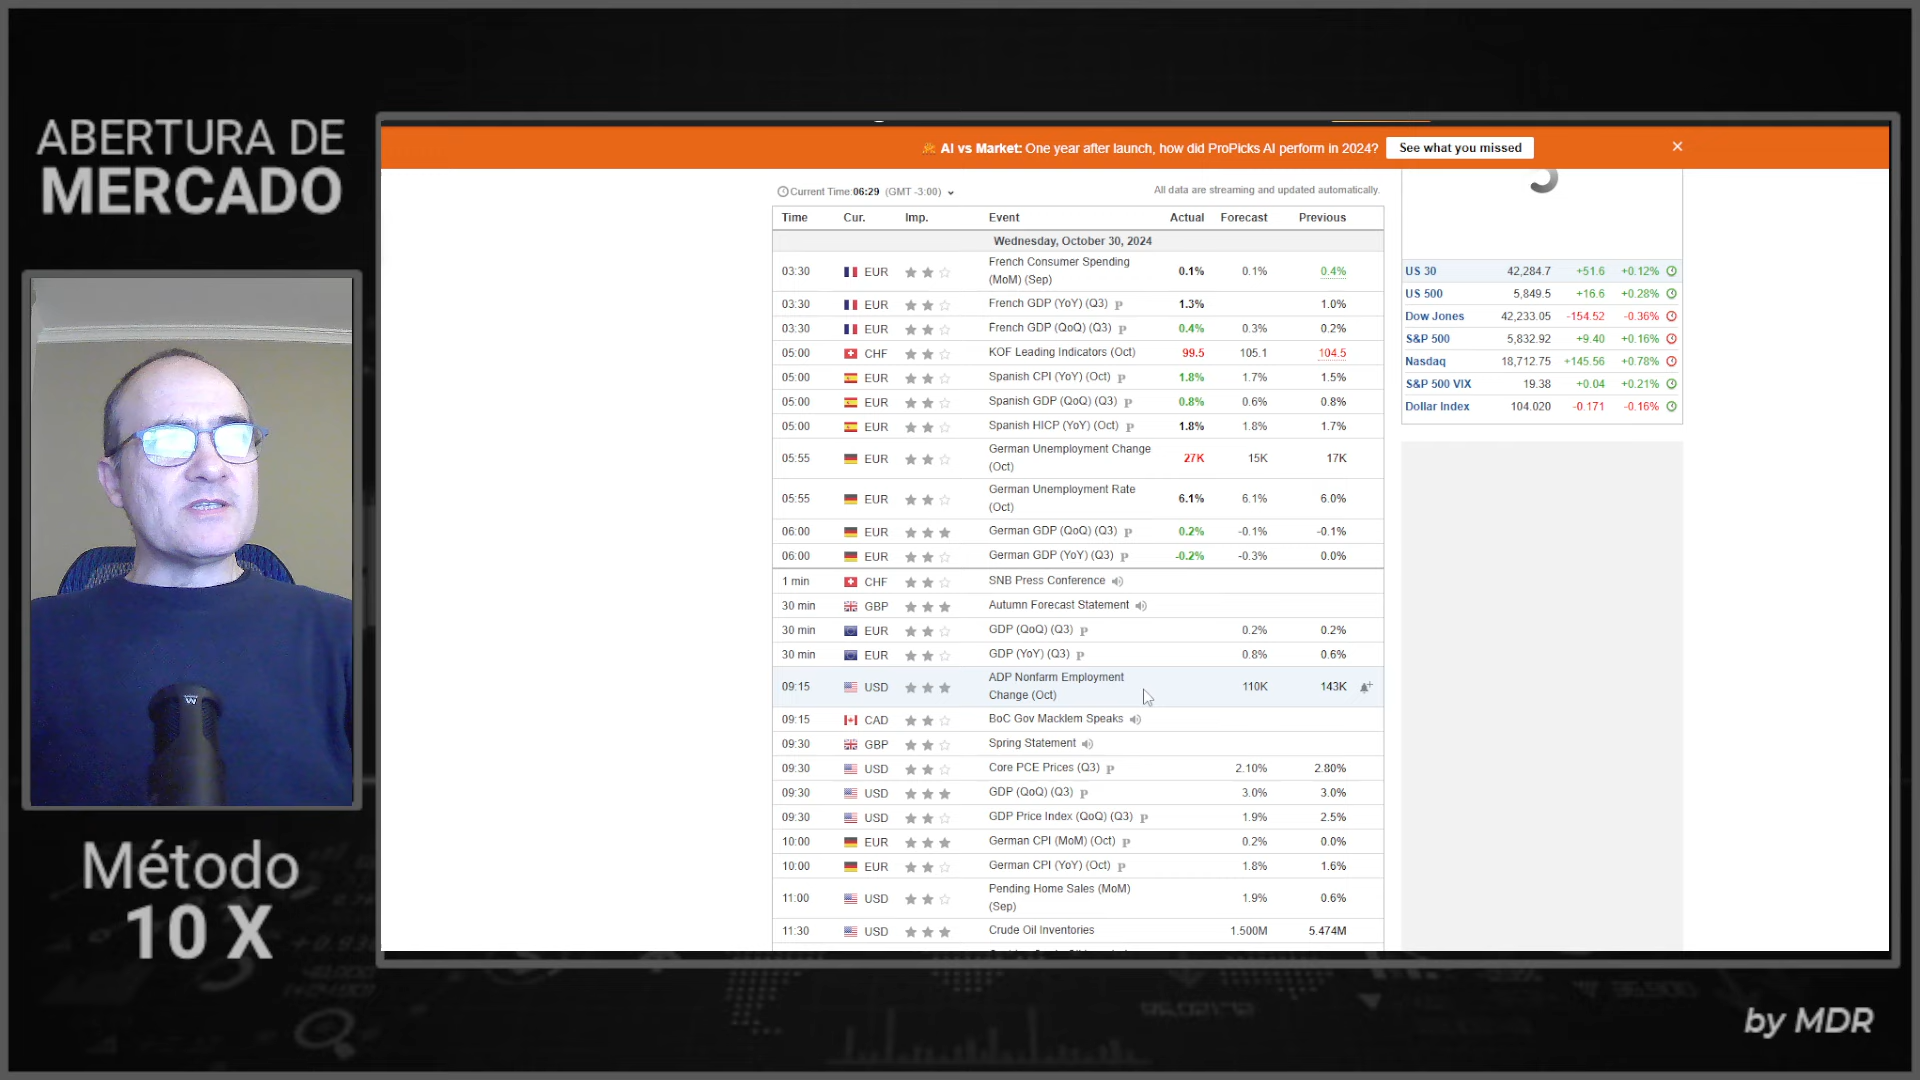 ABERTURA DE
MERCADO
AI vs Market: One year after launch, how did ProPicks AI perform in 2024? See what you missed
Current Time:06:29 (GMT -3:00) All data are streaming and updated automatically.
Time Cur. Imp. Event Actual Forecast Previous
Wednesday, October 30, 2024
03:30 EUR French Consumer Spending (MoM) (Sep) 0.1% 0.1% 0.4%
03:30 EUR French GDP (YoY) (Q3) P 1.3% 1.0%
03:30 EUR French GDP (QoQ) (Q3) P 0.4% 0.3% 0.2%
05:00 CHF KOF Leading Indicators (Oct) 99.5 105.1 104.5
05:00 EUR Spanish CPI (YoY) (Oct) P 1.8% 1.7% 1.5%
05:00 EUR Spanish GDP (QoQ) (Q3) P 0.8% 0.6% 0.8%
05:00 EUR Spanish HICP (YoY) (Oct) P 1.8% 1.8% 1.7%
05:55 EUR German Unemployment Change (Oct) 27K 15K 17K
05:55 EUR German Unemployment Rate (Oct) 6.1% 6.1% 6.0%
06:00 EUR German GDP (QoQ) (Q3) P 0.2% -0.1% -0.1%
06:00 EUR German GDP (YoY) (Q3) P -0.2% -0.3% 0.0%
1 min CHF SNB Press Conference
30 min GBP Autumn Forecast Statement
30 min EUR GDP (QoQ) (Q3) P 0.2% 0.2%
30 min EUR GDP (YoY) (Q3) P 0.8% 0.6%
09:15 USD ADP Nonfarm Employment Change (Oct) 110K 143K
09:15 CAD BoC Gov Macklem Speaks
09:30 GBP Spring Statement
09:30 USD Core PCE Prices (Q3) P 2.10% 2.80%
09:30 USD GDP (QoQ) (Q3) P 3.0% 3.0%
09:30 USD GDP Price Index (QoQ) (Q3) P 1.9% 2.5%
10:00 EUR German CPI (MoM) (Oct) P 0.2% 0.0%
10:00 EUR German CPI (YoY) (Oct) P 1.8% 1.6%
11:00 USD Pending Home Sales (MoM) (Sep) 1.9% 0.6%
11:30 USD Crude Oil Inventories 1.500M 5.474M
US 30 42,284.7 +51.6 +0.12%
US 500 5,849.5 +16.6 +0.28%
Dow Jones 42,233.05 -154.52 -0.36%
S&P 500 5,832.92 +9.40 +0.16%
Nasdaq 18,712.75 +145.56 +0.78%
S&P 500 VIX 19.38 +0.04 +0.21%
Dollar Index 104.020 -0.171 -0.16%
Método
10 X
by MDR